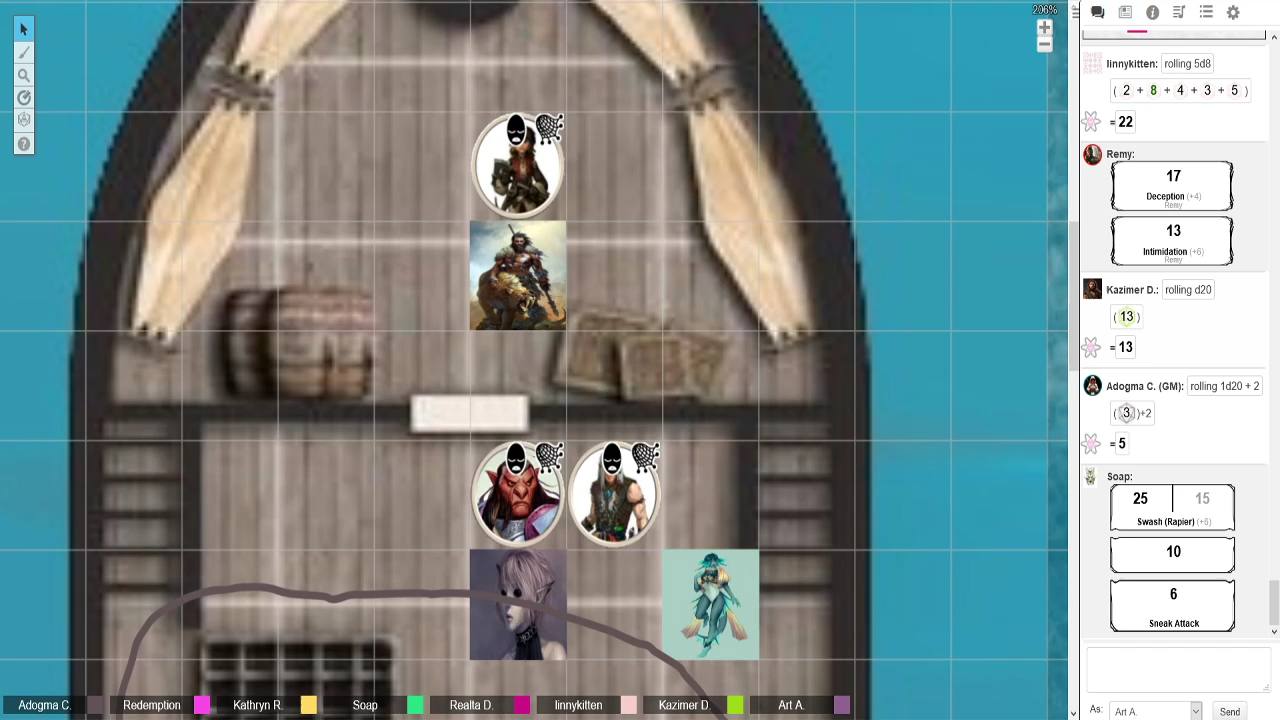 206%
+
−
linnykitten: rolling 5d8
( 2 + 8 + 4 + 3 + 5 )
= 22
Remy:
17
Deception (+4)
Remy
13
Intimidation (+6)
Remy
Kazimer D.: rolling d20
( 13 )
= 13
Adogma C. (GM): rolling 1d20 + 2
( 3 )+2
= 5
Soap:
25 15
Swash (Rapier) (+6)
10
6
Sneak Attack
Adogma C. Redemption Kathryn R. Soap Realta D. linnykitten Kazimer D. Art A.
As: Art A. Send